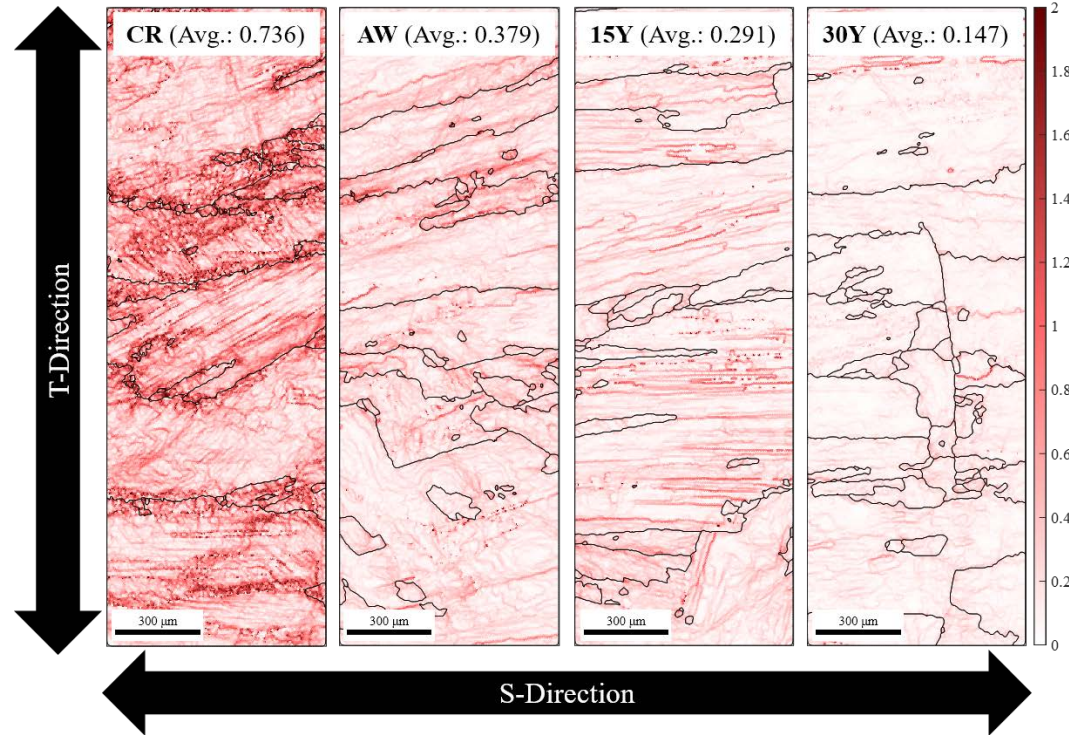 CR (Avg.: 0.736)
AW (Avg.: 0.379)
15Y (Avg.: 0.291)
30Y (Avg.: 0.147)
2
1.8
1.6
1.4
1.2
1
0.8
0.6
0.4
0.2
0
T-Direction
300 μm
300 μm
300 μm
300 μm
S-Direction